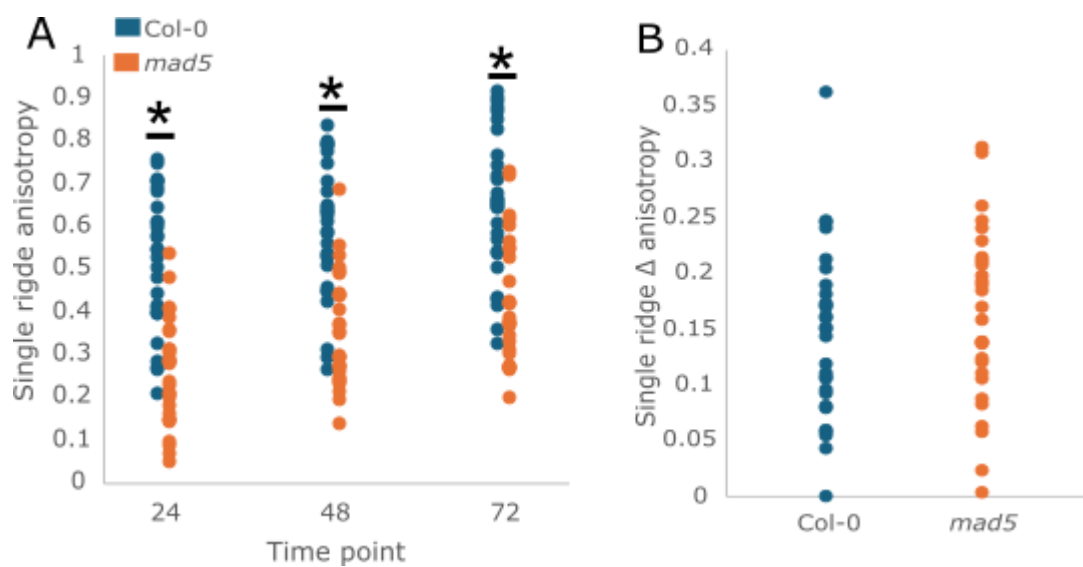 A
Col-0
mad5
Single rigde anisotropy
1
0.9
0.8
0.7
0.6
0.5
0.4
0.3
0.2
0.1
0
*
*
*
24
48
72
Time point
B
Single ridge Δ anisotropy
0.4
0.35
0.3
0.25
0.2
0.15
0.1
0.05
0
Col-0
mad5